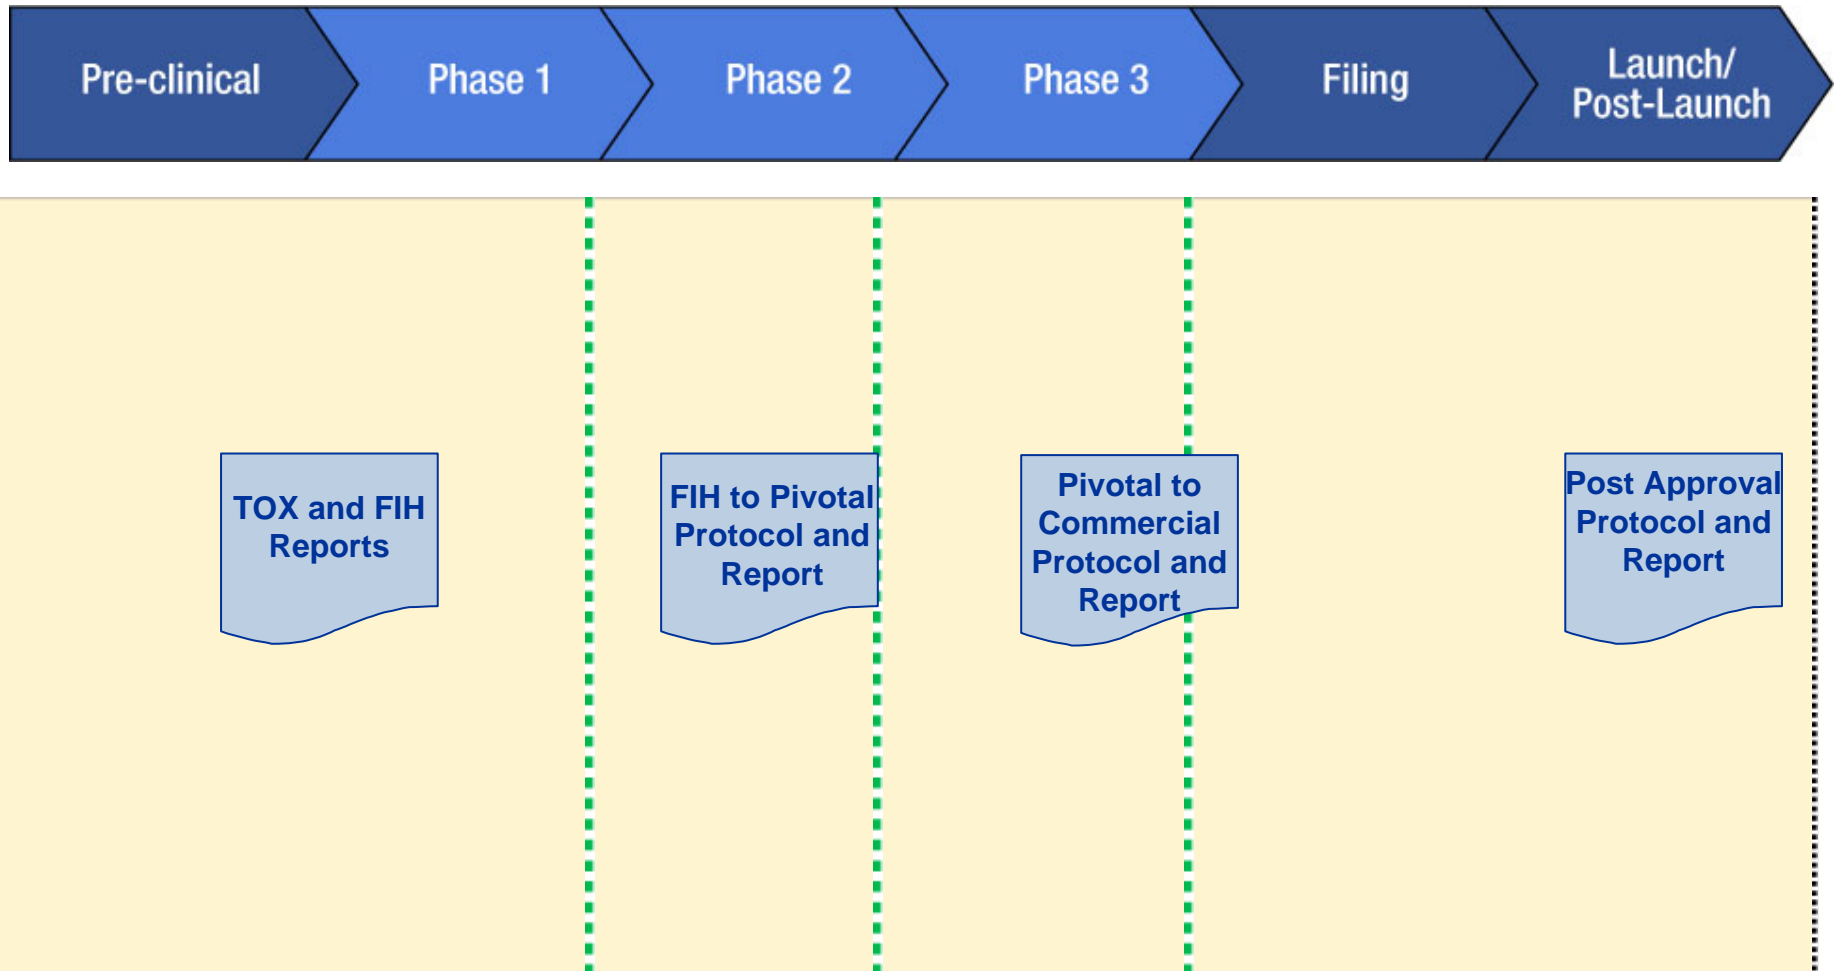 Pre-clinical
Phase 1
Phase 2
Phase 3
Filing
Launch/
Post-Launch
TOX and FIH
Reports
FIH to Pivotal
Protocol and
Report
Pivotal to
Commercial
Protocol and
Report
Post Approval
Protocol and
Report